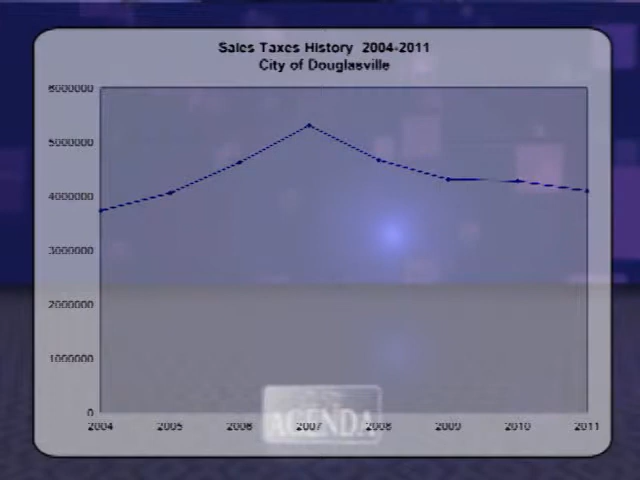 Sales Taxes History 2004-2011
City of Douglasville
6000000
5000000
4000000
3000000
2000000
1000000
0
2004 2005 2006 2007 2008 2009 2010 2011
AGENDA